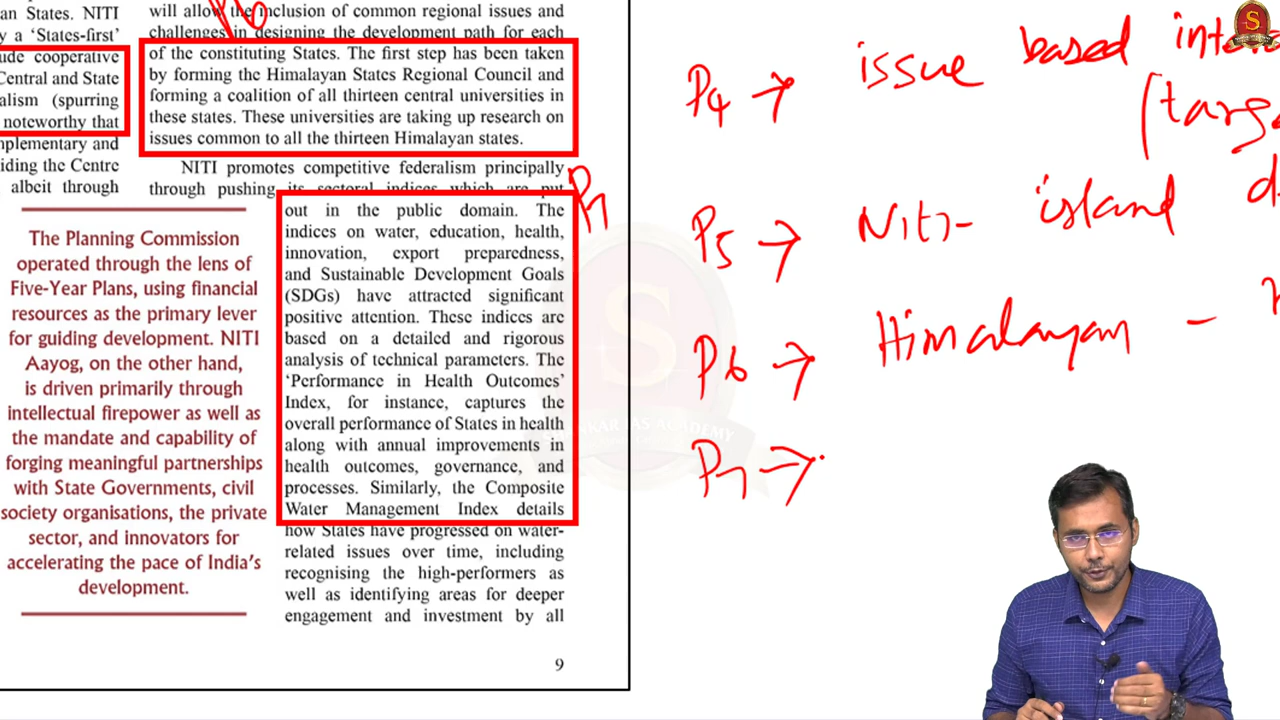 an States. NITI
y a ‘States-first’
ude cooperative
Central and State
alism (spurring
noteworthy that
nplementary and
iding the Centre
albeit through
The Planning Commission
operated through the lens of
Five-Year Plans, using financial
resources as the primary lever
for guiding development. NITI
Aayog, on the other hand,
is driven primarily through
intellectual firepower as well as
the mandate and capability of
forging meaningful partnerships
with State Governments, civil
society organisations, the private
sector, and innovators for
accelerating the pace of India’s
development.
will allow the inclusion of common regional issues and
challenges in designing the development path for each
of the constituting States. The first step has been taken
by forming the Himalayan States Regional Council and
forming a coalition of all thirteen central universities in
these states. These universities are taking up research on
issues common to all the thirteen Himalayan states.
NITI promotes competitive federalism principally
through pushing its sectoral indices which are put
out in the public domain. The
indices on water, education, health,
innovation, export preparedness,
and Sustainable Development Goals
(SDGs) have attracted significant
positive attention. These indices are
based on a detailed and rigorous
analysis of technical parameters. The
‘Performance in Health Outcomes’
Index, for instance, captures the
overall performance of States in health
along with annual improvements in
health outcomes, governance, and
processes. Similarly, the Composite
Water Management Index details
how States have progressed on water-
related issues over time, including
recognising the high-performers as
well as identifying areas for deeper
engagement and investment by all
9
P6
P7
P4 → issue based inte
(targ
P5 → Niti- island d
P6 → Himalayan -
P7 →
S